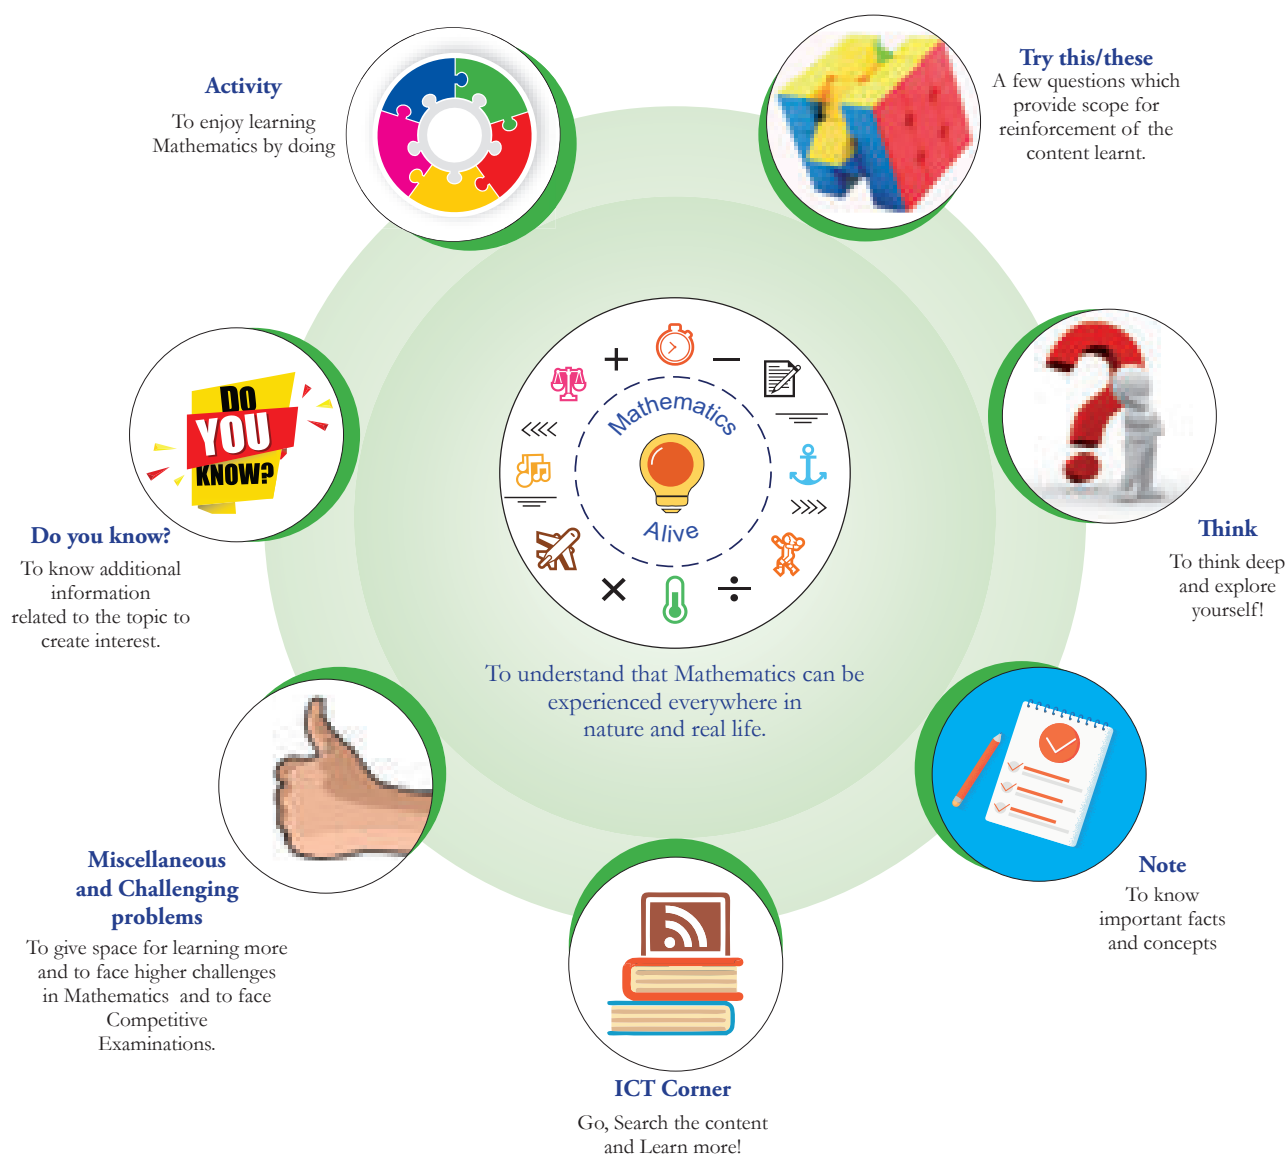 Activity
To enjoy learning
Mathematics by doing
Try this/these
A few questions which
provide scope for
reinforcement of the
content learnt.
DO
YOU
KNOW?
Do you know?
To know additional
information
related to the topic to
create interest.
Mathematics
Alive
To understand that Mathematics can be
experienced everywhere in
nature and real life.
Think
To think deep
and explore
yourself!
Miscellaneous
and Challenging
problems
To give space for learning more
and to face higher challenges
in Mathematics and to face
Competitive
Examinations.
Note
To know
important facts
and concepts
ICT Corner
Go, Search the content
and Learn more!